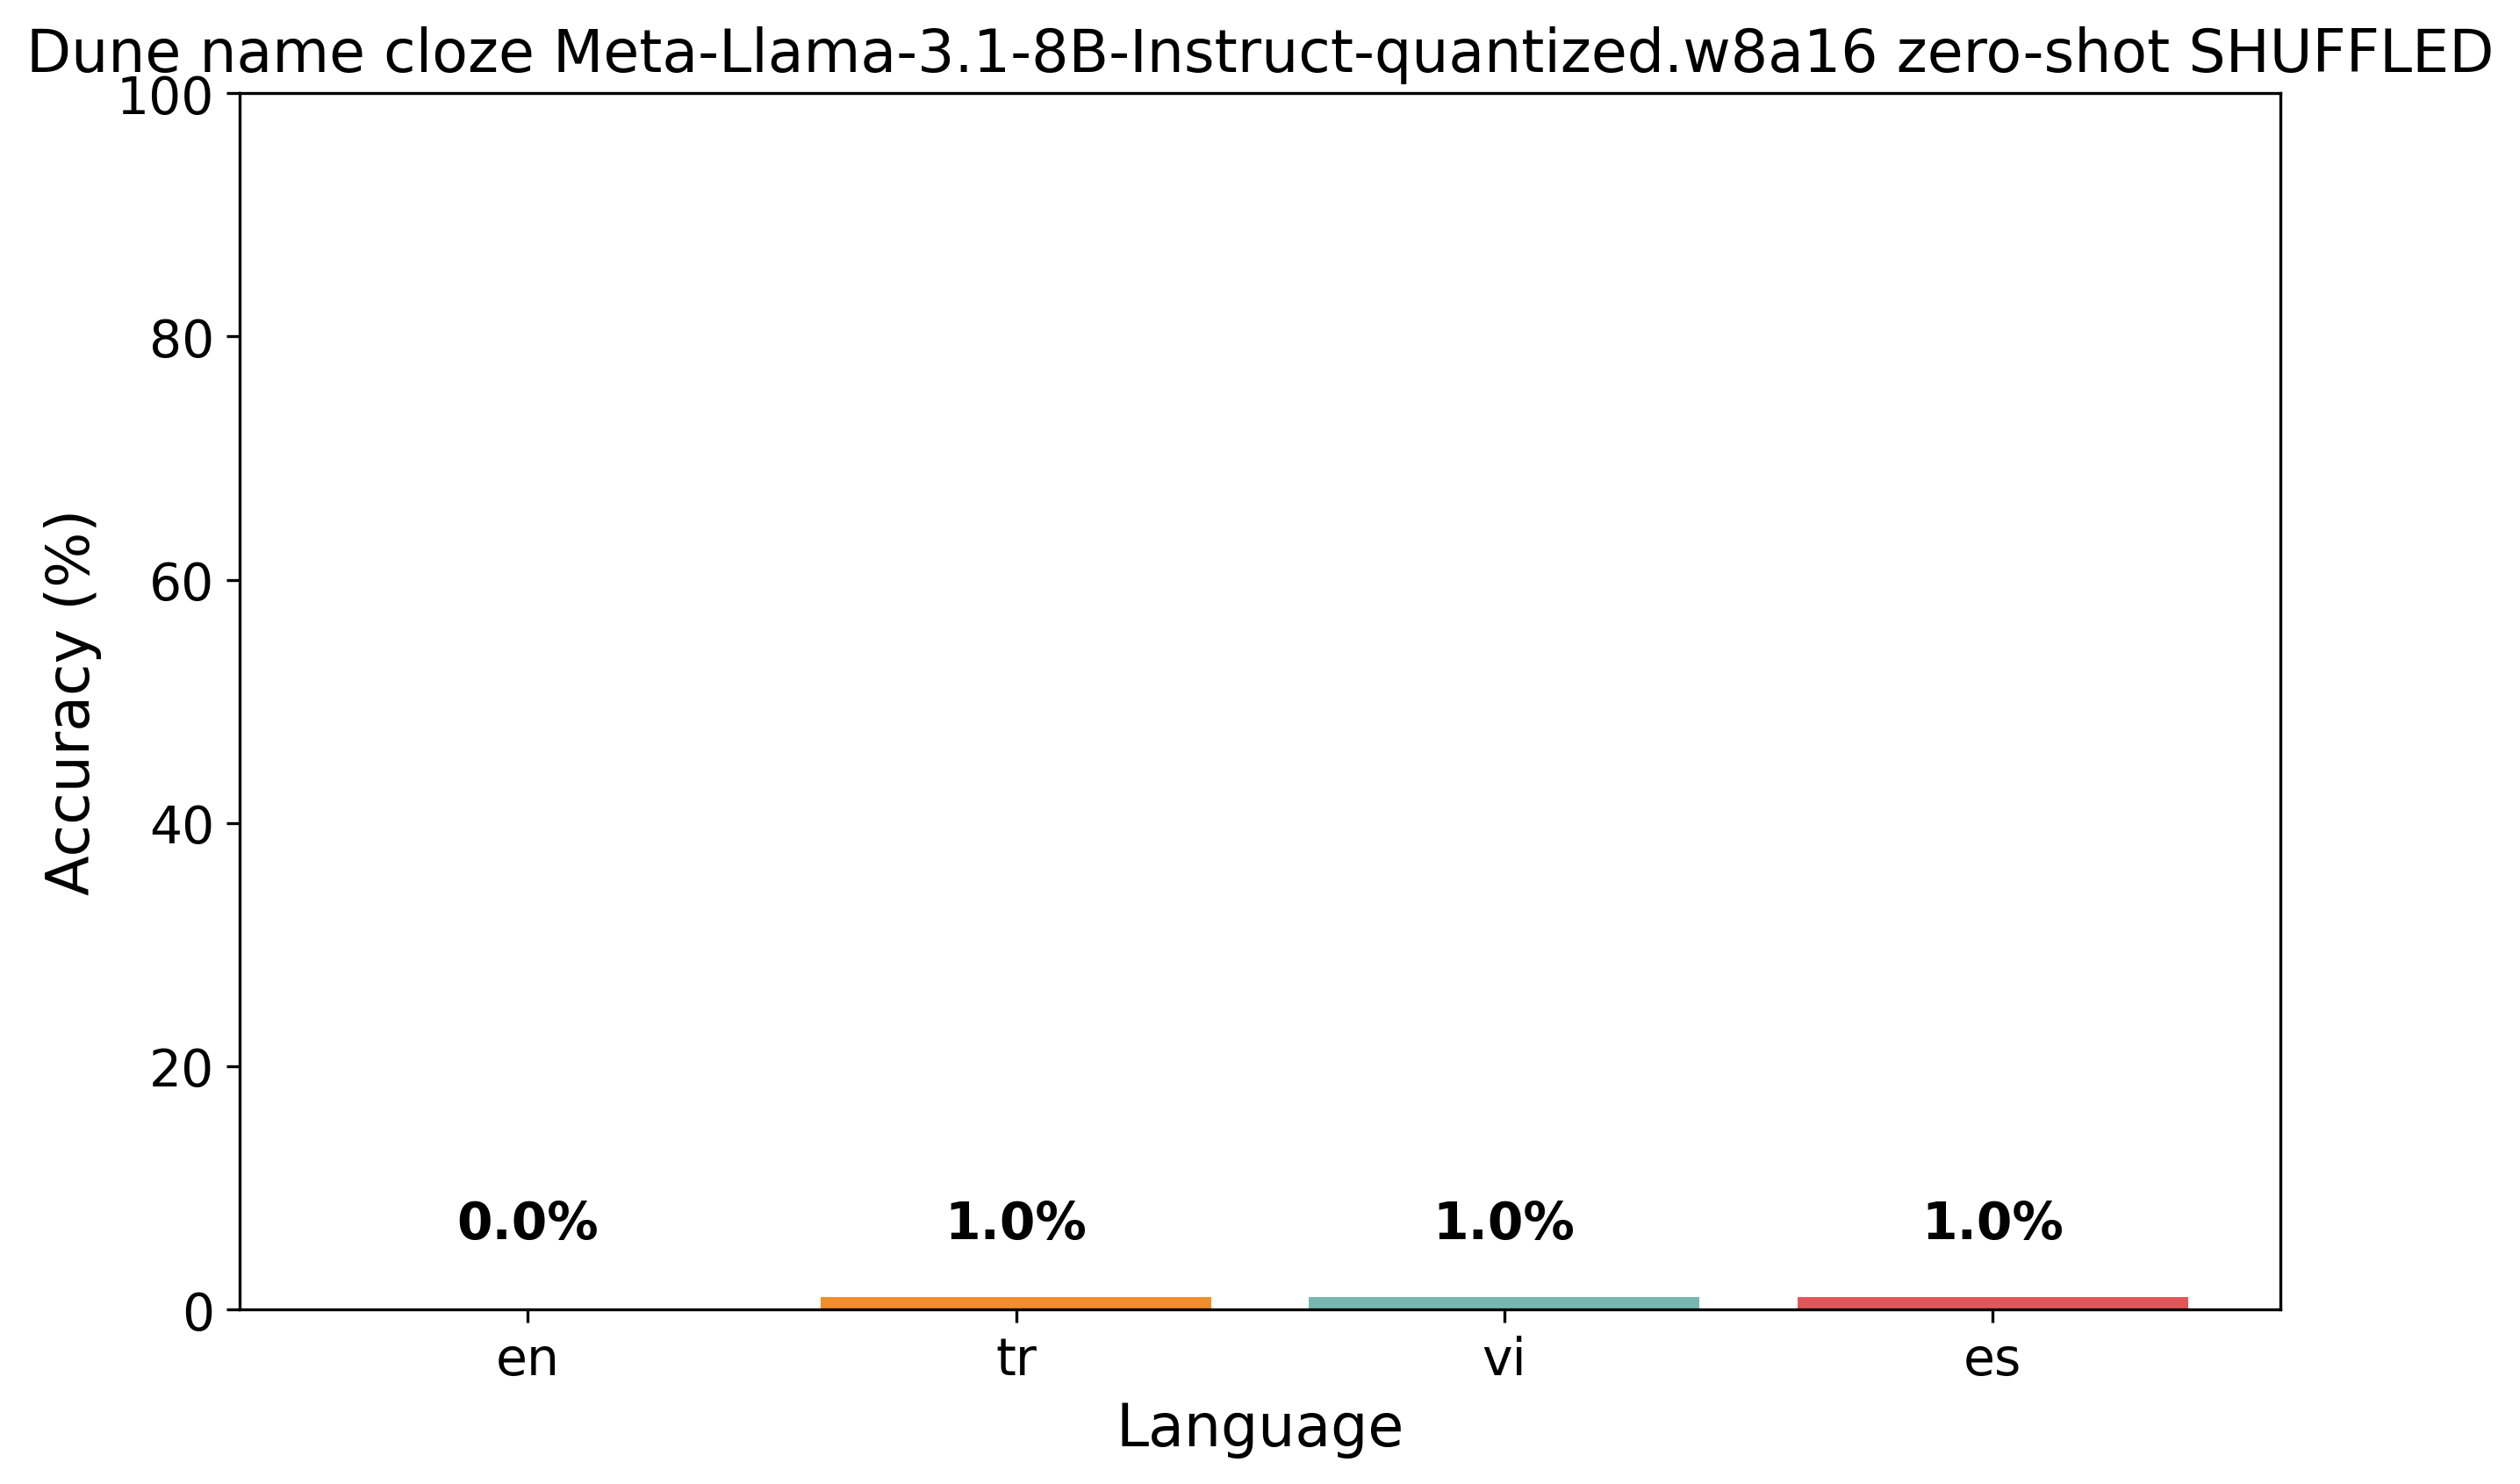 Dune name cloze Meta-Llama-3.1-8B-Instruct-quantized.w8a16 zero-shot SHUFFLED
100
80
60
40
20
0
Accuracy (%)
0.0%
1.0%
1.0%
1.0%
en
tr
vi
es
Language